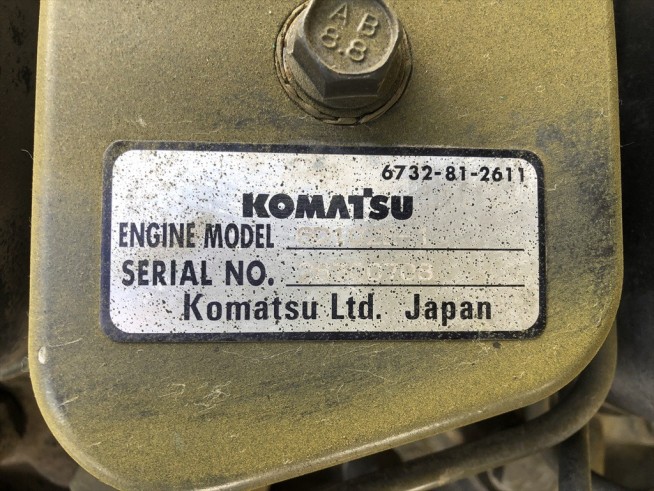 AB
8.8
6732-81-2611
KOMATSU
ENGINE MODEL
SERIAL NO.
Komatsu Ltd. Japan